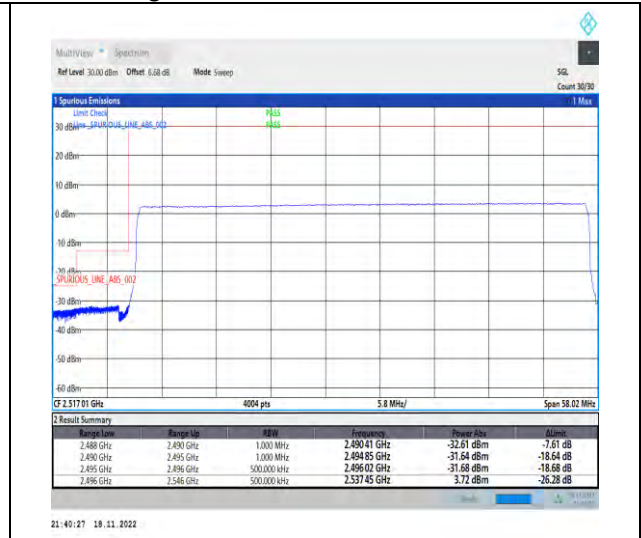 MultiView Spectrum
Ref Level 30.00 dBm Offset 6.68 dB Mode Sweep SGL
Count 30/30
1 Spurious Emissions 1 Max
Limit Check PASS
30 dBm Line _SPURIOUS_LINE_ABS_002 PASS
20 dBm
10 dBm
0 dBm
-10 dBm
-20 dBm
SPURIOUS_LINE_ABS_002
-30 dBm
-40 dBm
-50 dBm
-60 dBm
CF 2.517 01 GHz 4004 pts 5.8 MHz/ Span 58.02 MHz
2 Result Summary
Range Low Range Up RBW Frequency Power Abs ΔLimit
2.488 GHz 2.490 GHz 1.000 MHz 2.490 41 GHz -32.61 dBm -7.61 dB
2.490 GHz 2.495 GHz 1.000 MHz 2.494 85 GHz -31.64 dBm -18.64 dB
2.495 GHz 2.496 GHz 500.000 kHz 2.496 02 GHz -31.68 dBm -18.68 dB
2.496 GHz 2.546 GHz 500.000 kHz 2.537 45 GHz 3.72 dBm -26.28 dB
21:40:27 18.11.2022